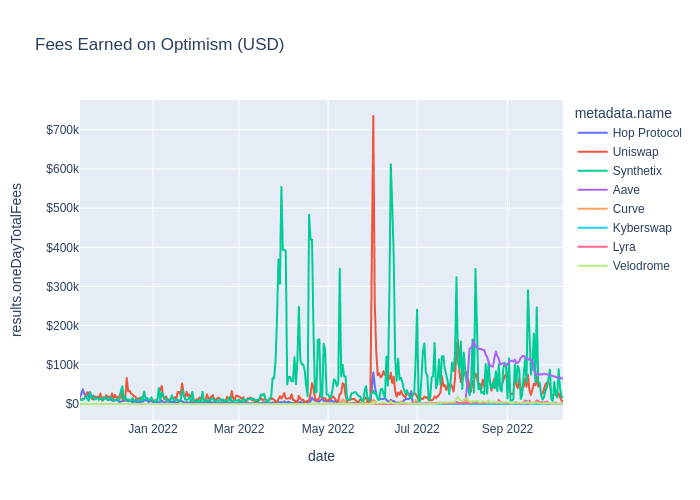 Fees Earned on Optimism (USD)
metadata.name
Hop Protocol
Uniswap
Synthetix
Aave
Curve
Kyberswap
Lyra
Velodrome
results.oneDayTotalFees
$700k
$600k
$500k
$400k
$300k
$200k
$100k
$0
Jan 2022
Mar 2022
May 2022
Jul 2022
Sep 2022
date